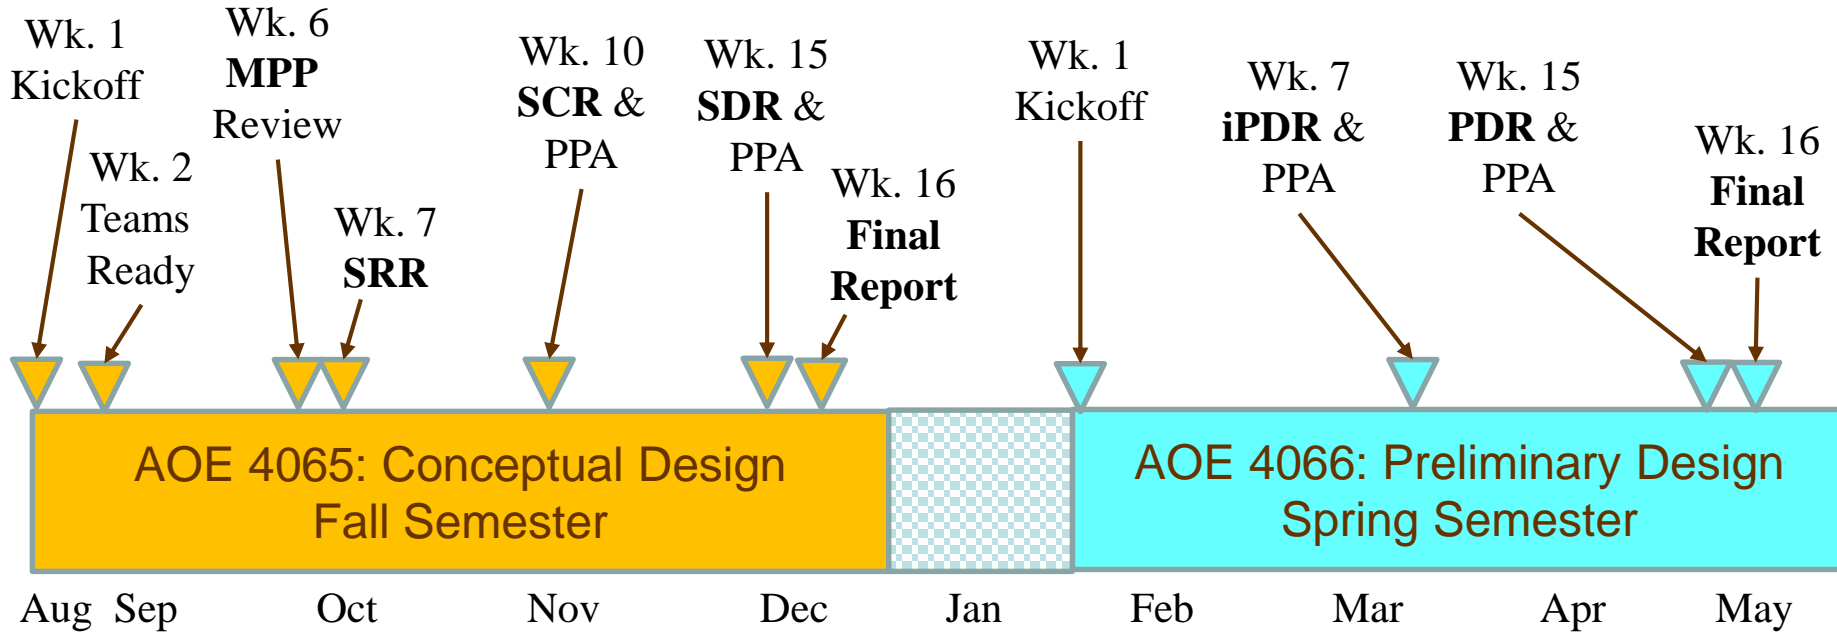 Wk. 1
Kickoff
Wk. 2
Teams
Ready
Wk. 6
MPP
Review
Wk. 7
SRR
Wk. 10
SCR &
PPA
Wk. 15
SDR &
PPA
Wk. 16
Final
Report
Wk. 1
Kickoff
Wk. 7
iPDR &
PPA
Wk. 15
PDR &
PPA
Wk. 16
Final
Report
AOE 4065: Conceptual Design
Fall Semester
AOE 4066: Preliminary Design
Spring Semester
Aug Sep Oct Nov Dec Jan Feb Mar Apr May